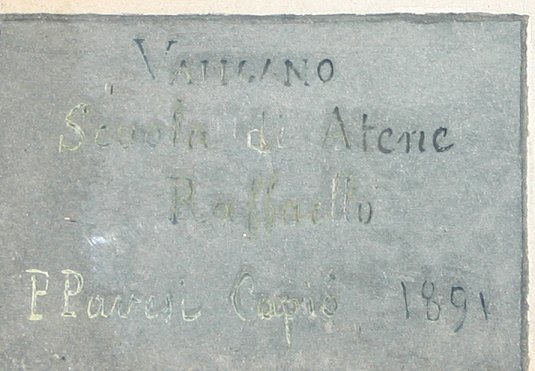 VATICANO
Scuola di Atene
Raffaello
P Pavesi Copiò 1891